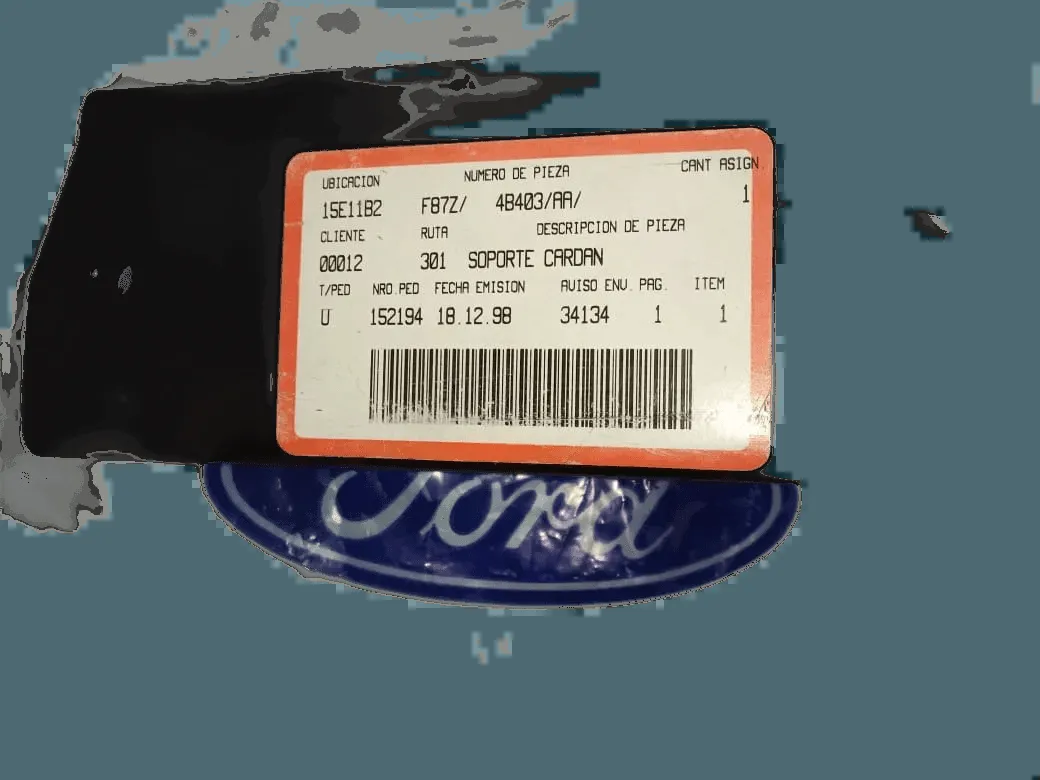 UBICACION NUMERO DE PIEZA CANT ASIGN.
15E11B2 F87Z/ 4B403/AA/ 1
CLIENTE RUTA DESCRIPCION DE PIEZA
00012 301 SOPORTE CARDAN
T/PED NRO.PED FECHA EMISION AVISO ENV. PAG. ITEM
U 152194 18.12.98 34134 1 1
Ford